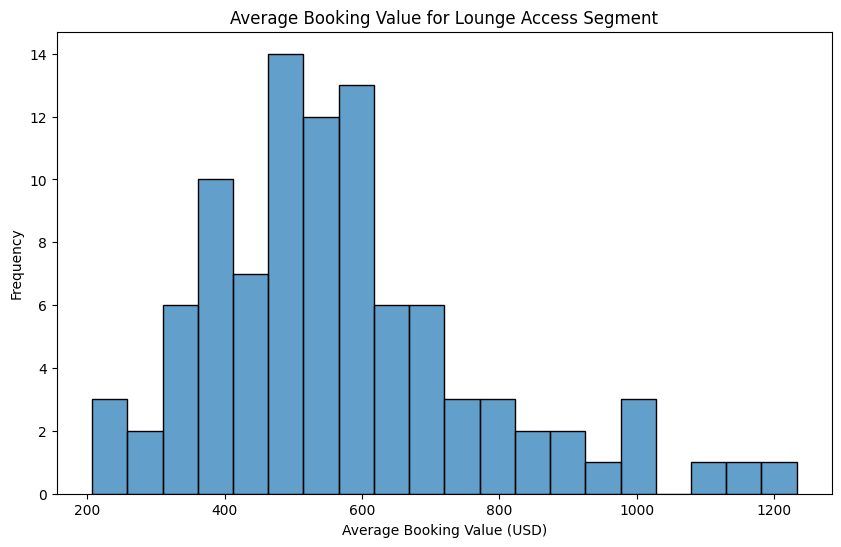 Average Booking Value for Lounge Access Segment
14
12
10
8
6
4
2
0
Frequency
200 400 600 800 1000 1200
Average Booking Value (USD)